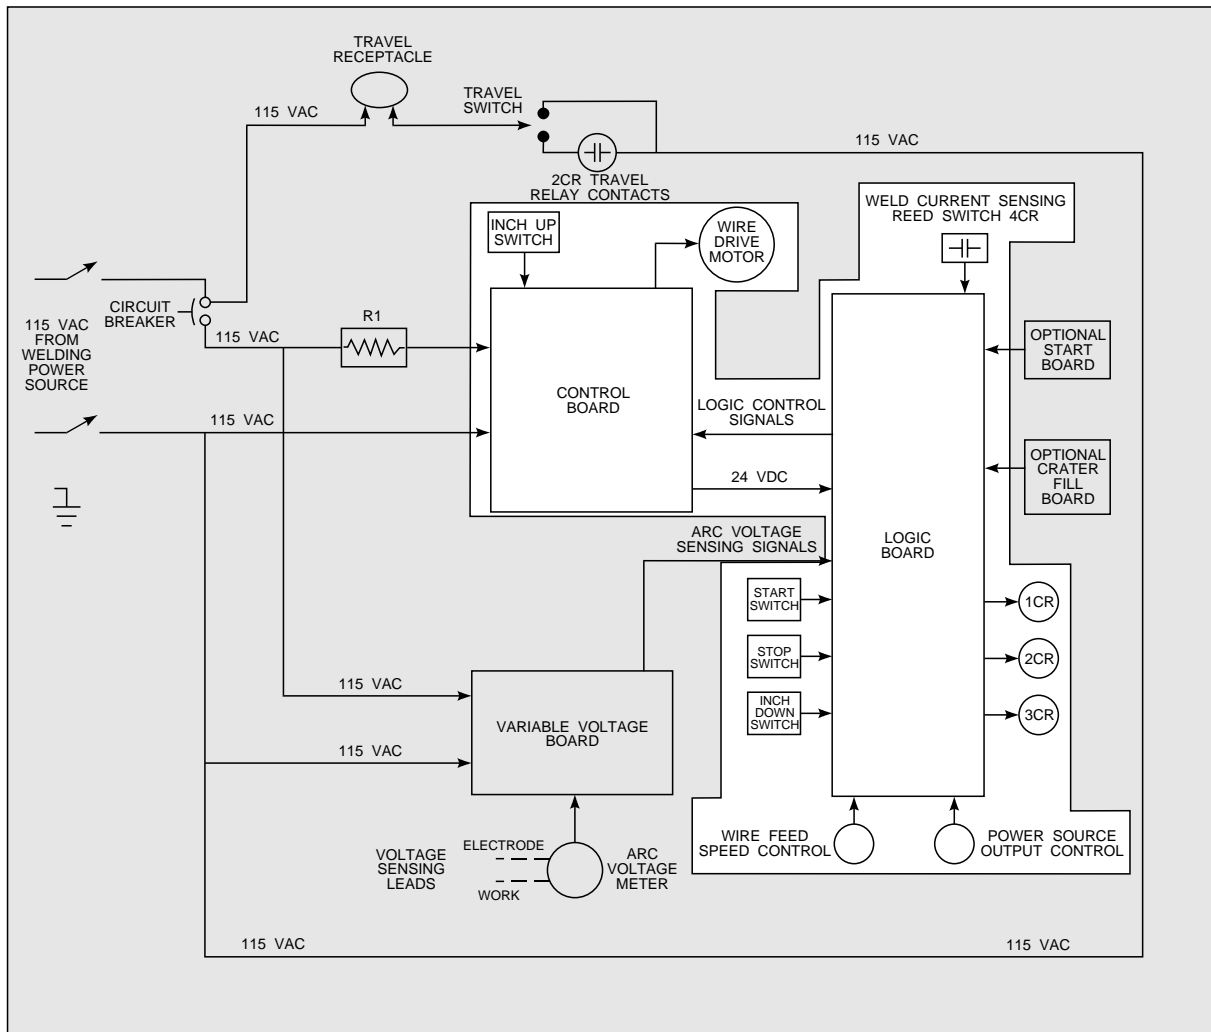 TRAVEL
RECEPTACLE
115 VAC
TRAVEL
SWITCH
115 VAC
2CR TRAVEL
RELAY CONTACTS
WELD CURRENT SENSING
REED SWITCH 4CR
INCH UP
SWITCH
WIRE
DRIVE
MOTOR
CIRCUIT
BREAKER
115 VAC
FROM
WELDING
POWER
SOURCE
115 VAC
R1
OPTIONAL
START
BOARD
CONTROL
BOARD
LOGIC CONTROL
SIGNALS
115 VAC
OPTIONAL
CRATER
FILL
BOARD
24 VDC
ARC VOLTAGE
SENSING SIGNALS
LOGIC
BOARD
START
SWITCH
1CR
STOP
SWITCH
2CR
INCH
DOWN
SWITCH
3CR
115 VAC
VARIABLE VOLTAGE
BOARD
115 VAC
WIRE FEED
SPEED CONTROL
POWER SOURCE
OUTPUT CONTROL
VOLTAGE
SENSING
LEADS
ELECTRODE
WORK
ARC
VOLTAGE
METER
115 VAC
115 VAC